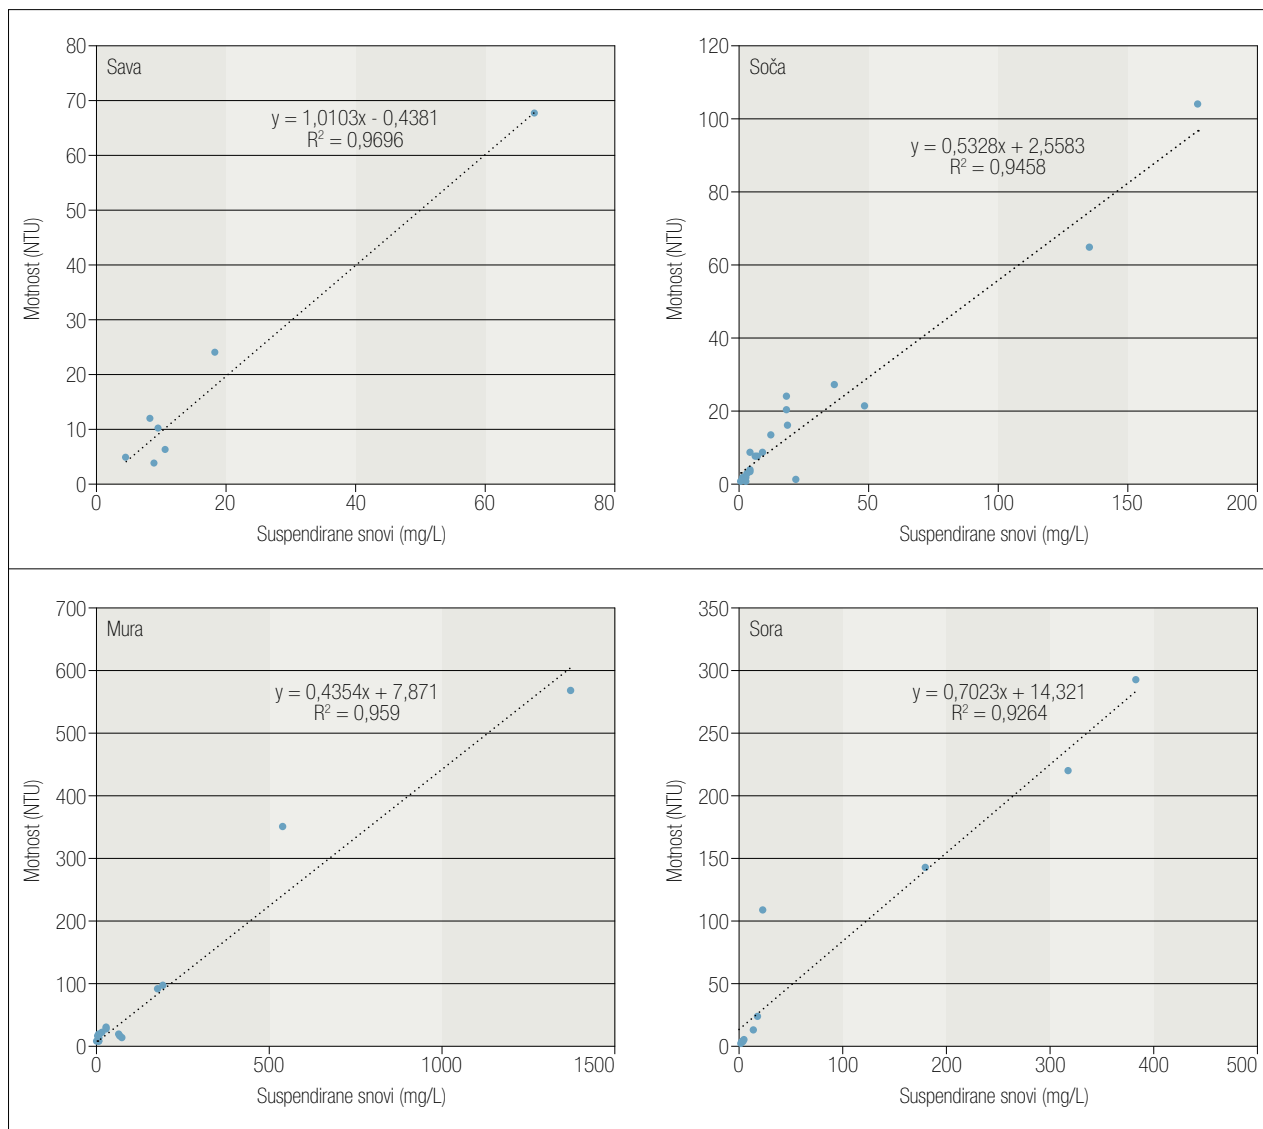 Sava
y = 1,0103x - 0,4381
R² = 0,9696
Motnost (NTU)
80
70
60
50
40
30
20
10
0
0 20 40 60 80
Suspendirane snovi (mg/L)
Soča
y = 0,5328x + 2,5583
R² = 0,9458
Motnost (NTU)
120
100
80
60
40
20
0
0 50 100 150 200
Suspendirane snovi (mg/L)
Mura
y = 0,4354x + 7,871
R² = 0,959
Motnost (NTU)
700
600
500
400
300
200
100
0
0 500 1000 1500
Suspendirane snovi (mg/L)
Sora
y = 0,7023x + 14,321
R² = 0,9264
Motnost (NTU)
350
300
250
200
150
100
50
0
0 100 200 300 400 500
Suspendirane snovi (mg/L)